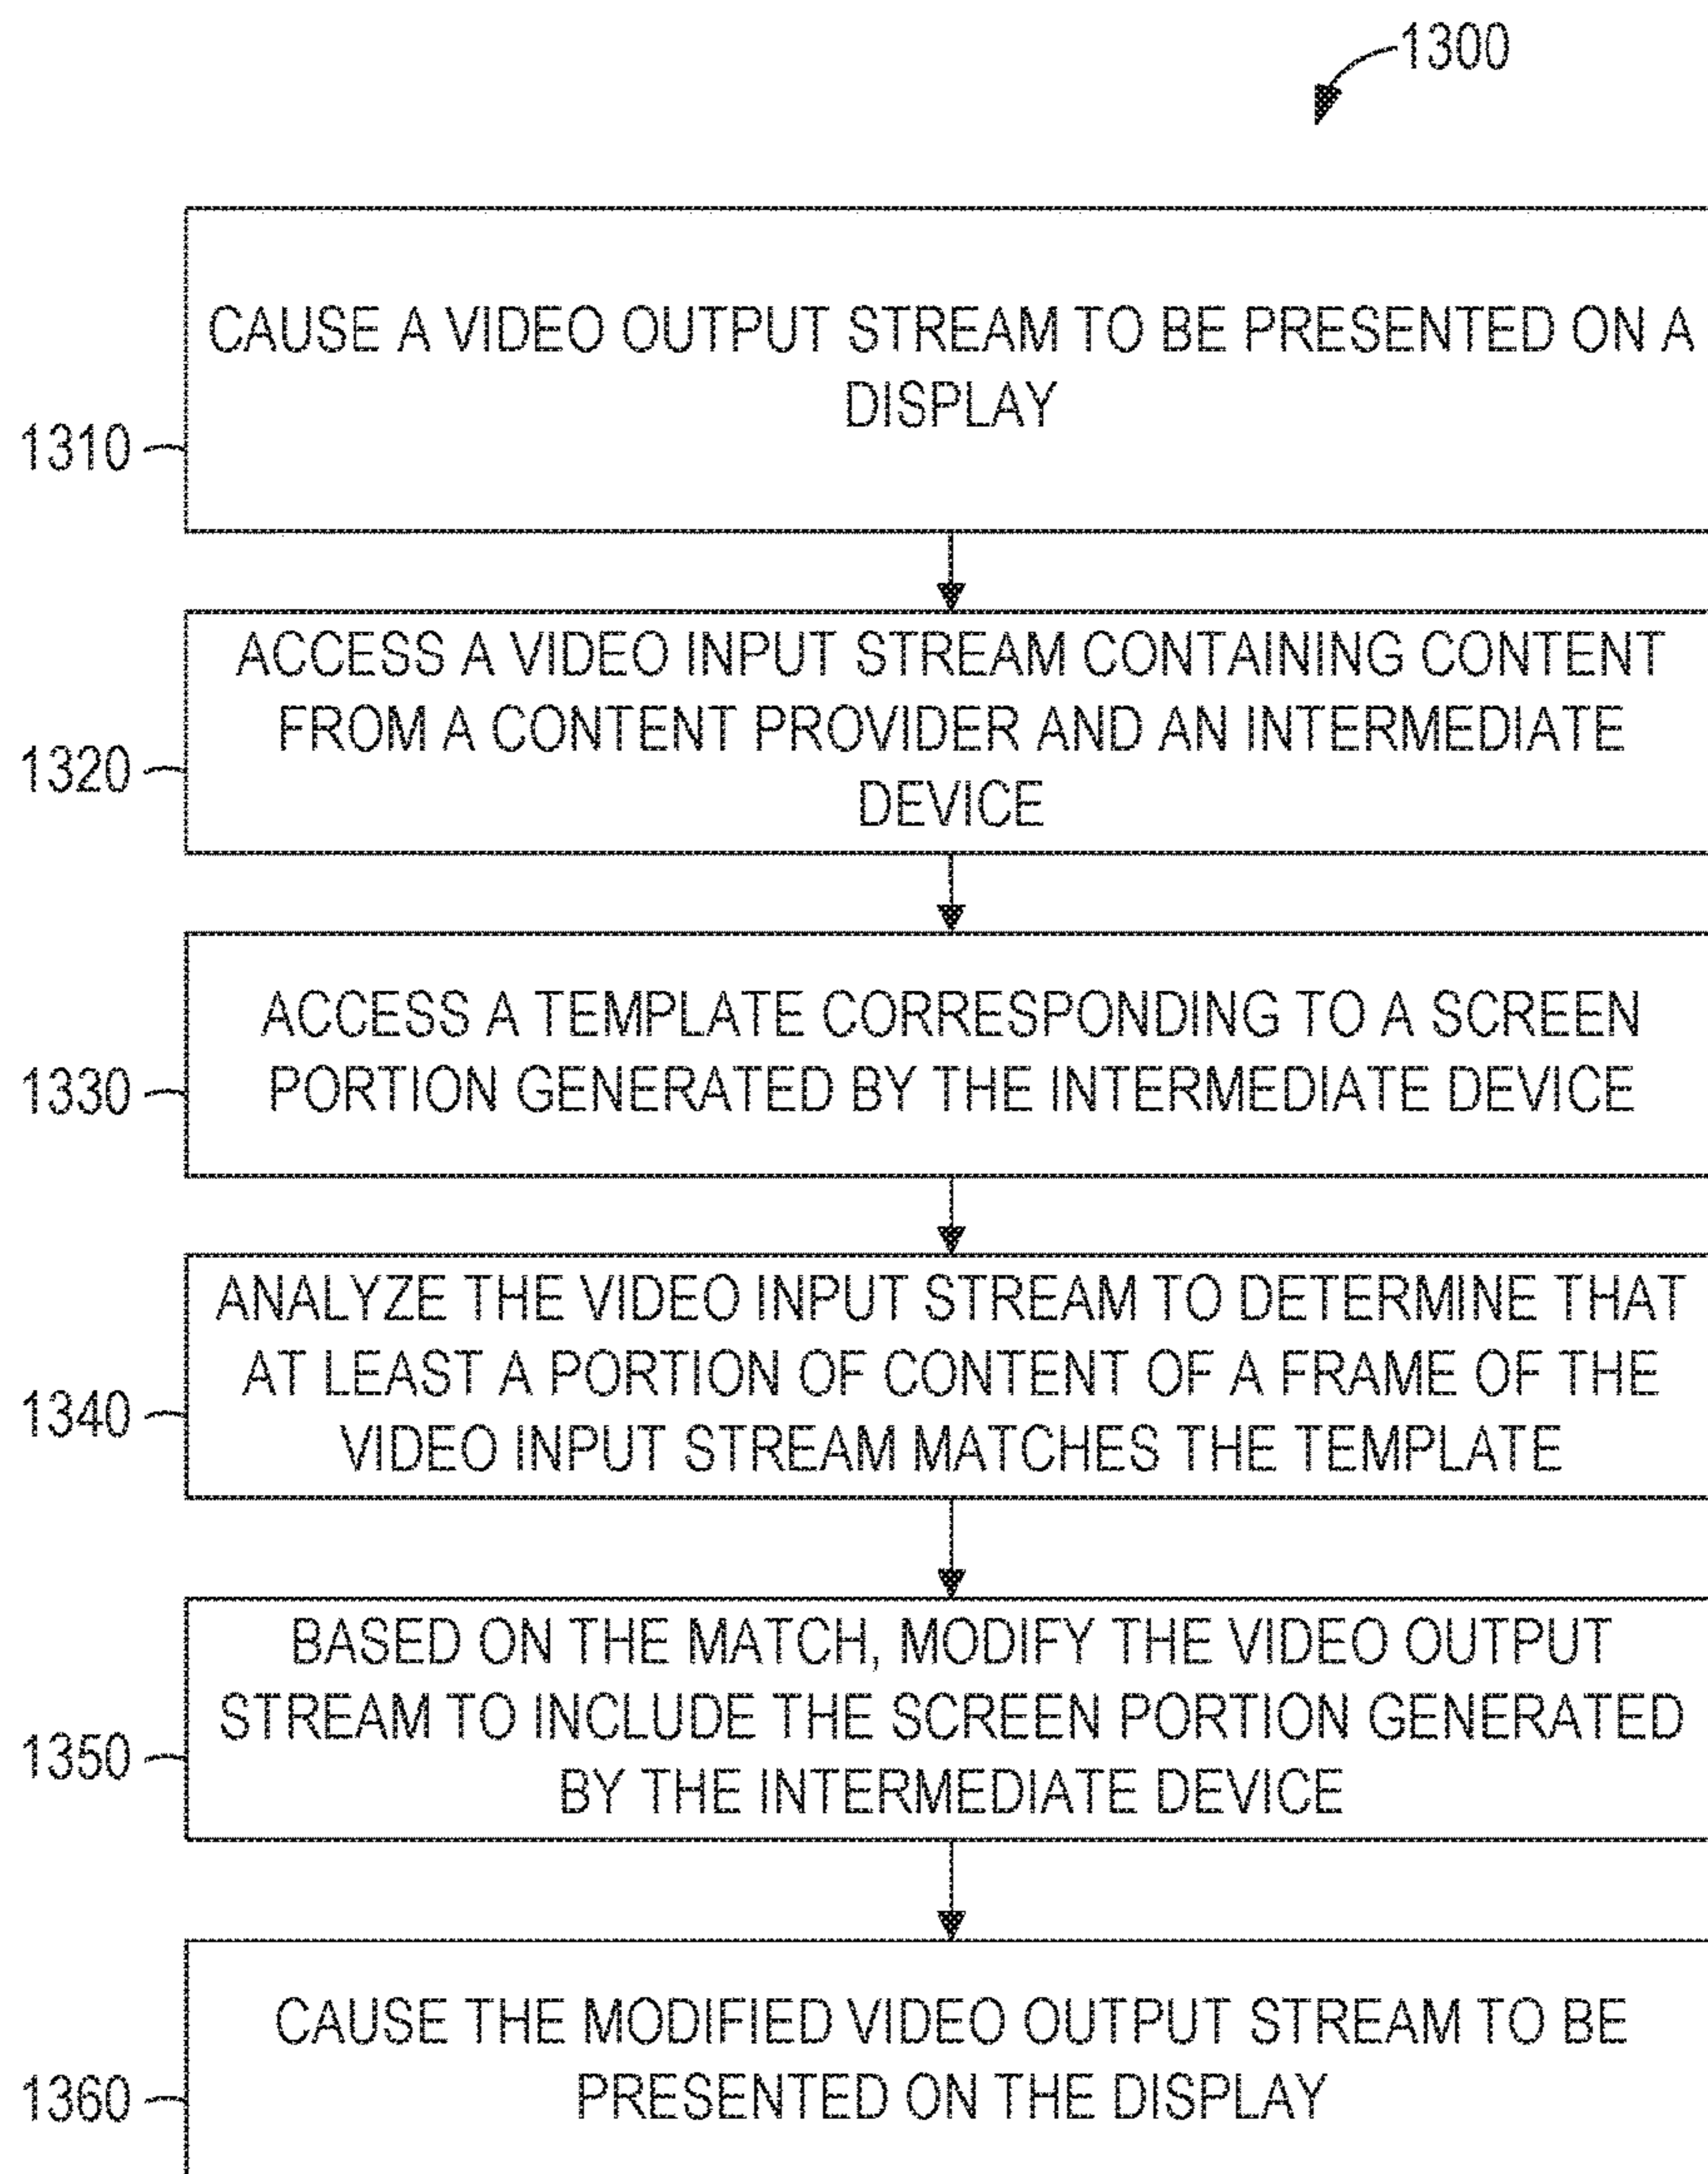 1300
CAUSE A VIDEO OUTPUT STREAM TO BE PRESENTED ON A
DISPLAY
1310
ACCESS A VIDEO INPUT STREAM CONTAINING CONTENT
FROM A CONTENT PROVIDER AND AN INTERMEDIATE
DEVICE
1320
ACCESS A TEMPLATE CORRESPONDING TO A SCREEN
PORTION GENERATED BY THE INTERMEDIATE DEVICE
1330
ANALYZE THE VIDEO INPUT STREAM TO DETERMINE THAT
AT LEAST A PORTION OF CONTENT OF A FRAME OF THE
VIDEO INPUT STREAM MATCHES THE TEMPLATE
1340
BASED ON THE MATCH, MODIFY THE VIDEO OUTPUT
STREAM TO INCLUDE THE SCREEN PORTION GENERATED
BY THE INTERMEDIATE DEVICE
1350
CAUSE THE MODIFIED VIDEO OUTPUT STREAM TO BE
PRESENTED ON THE DISPLAY
1360